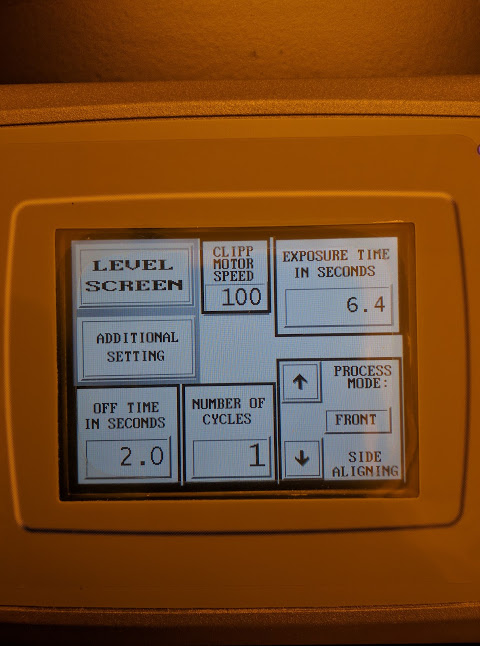 LEVEL
SCREEN
CLIPP
MOTOR
SPEED
100
EXPOSURE TIME
IN SECONDS
6.4
ADDITIONAL
SETTING
OFF TIME
IN SECONDS
2.0
NUMBER OF
CYCLES
1
PROCESS
MODE:
FRONT
SIDE
ALIGNING